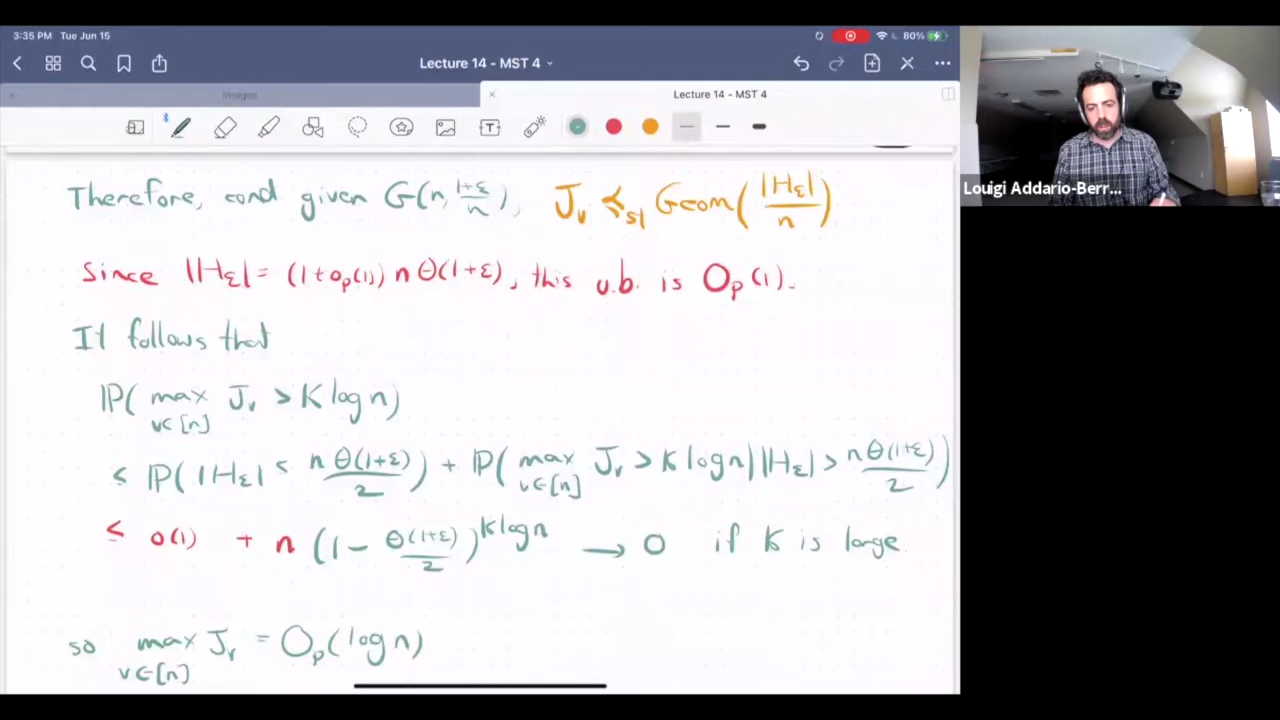 3:35 PM Tue Jun 15
80%
Lecture 14 - MST 4
Images
Lecture 14 - MST 4
Therefore, cond given G(n, (1+ε)/n), J_v ≼_st Geom(|H_ε|/n)
Since |H_ε| = (1+o_p(1)) n θ(1+ε), this u.b. is O_p(1).
It follows that
ℙ( max_{v∈[n]} J_v > K log n)
≤ ℙ(|H_ε| ≤ nθ(1+ε)/2) + ℙ( max_{v∈[n]} J_v > K log n | |H_ε| > nθ(1+ε)/2)
≤ o(1) + n (1 - θ(1+ε)/2)^{K log n} → 0 if K is large.
so max_{v∈[n]} J_v = O_p(log n)
Louigi Addario-Berr...